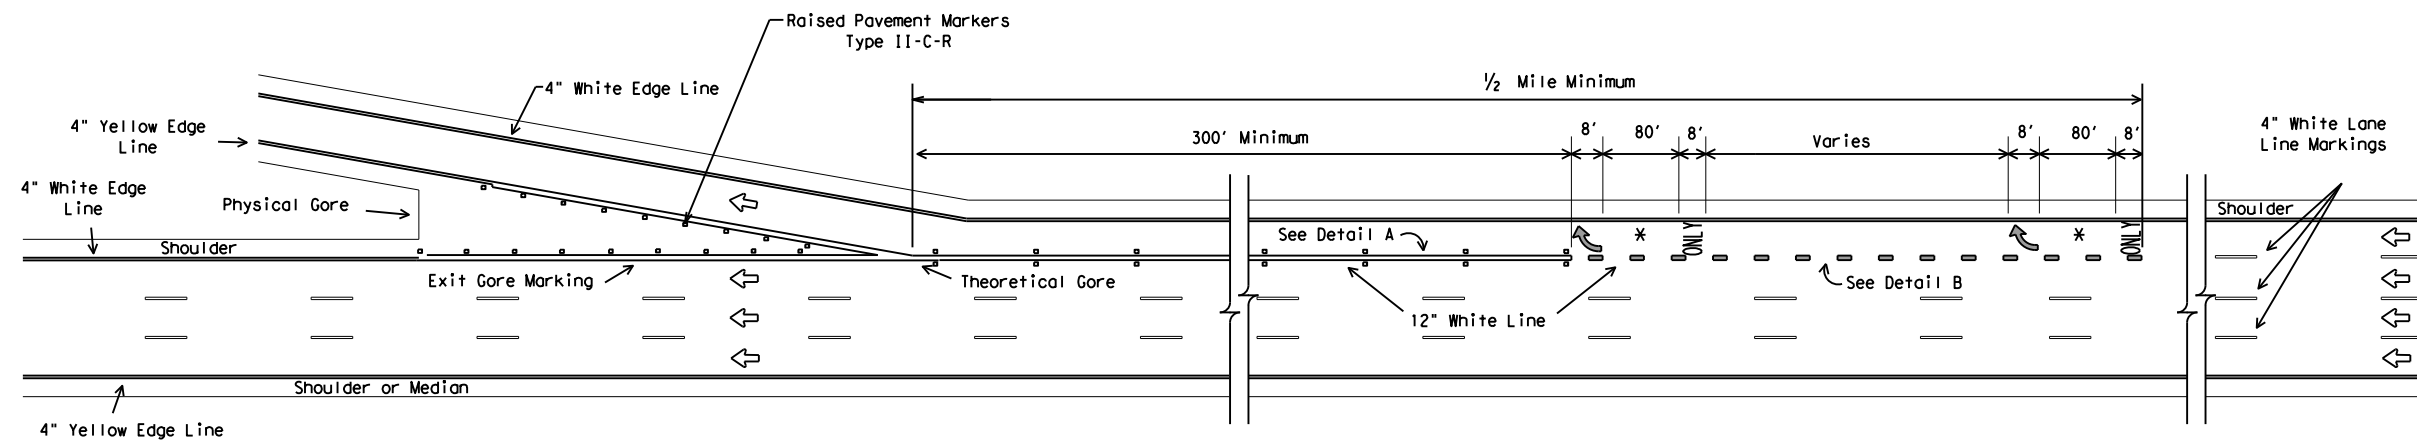 Raised Pavement Markers
Type II-C-R
4" White Edge Line
½ Mile Minimum
4" Yellow Edge
Line
300' Minimum
8'
80'
8'
Varies
8'
80'
8'
4" White Lane
Line Markings
4" White Edge
Line
Physical Gore
Shoulder
Shoulder
See Detail A
*
ONLY
*
ONLY
Exit Gore Marking
Theoretical Gore
See Detail B
12" White Line
Shoulder or Median
4" Yellow Edge Line